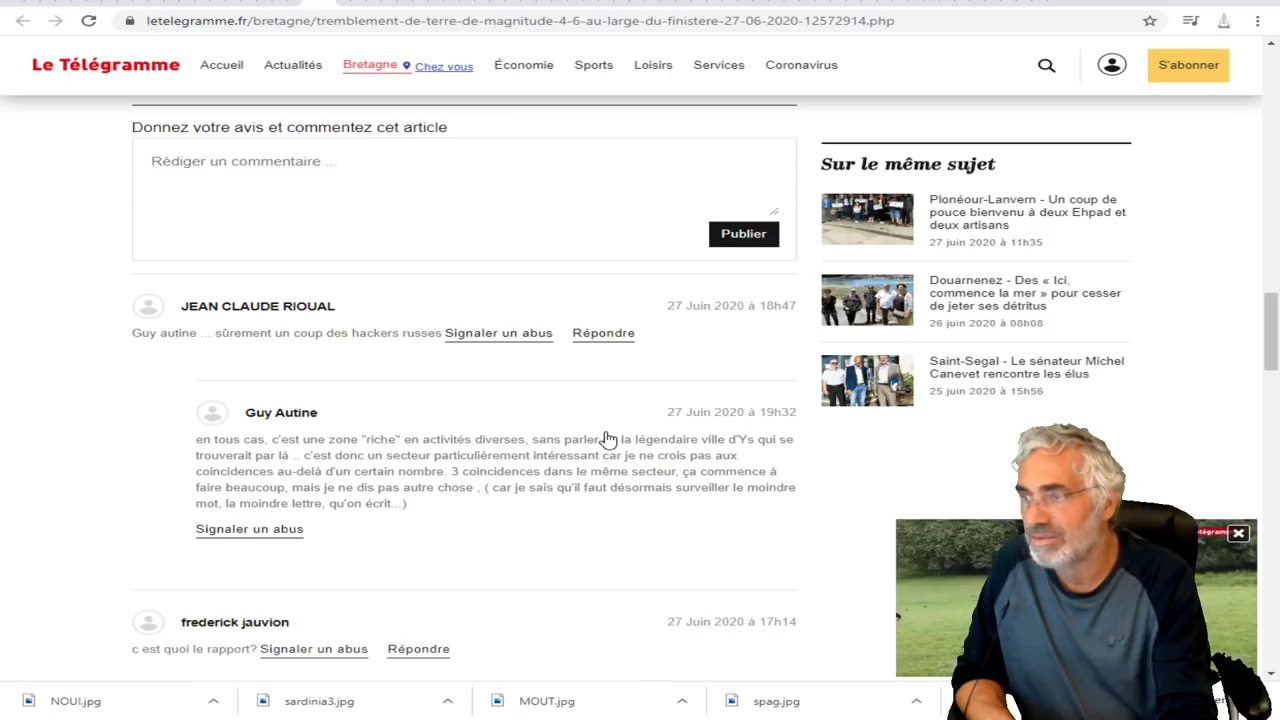 letelegramme.fr/bretagne/tremblement-de-terre-de-magnitude-4-6-au-large-du-finistere-27-06-2020-12572914.php
Le Télégramme
Accueil
Actualités
Bretagne
Chez vous
Économie
Sports
Loisirs
Services
Coronavirus
S'abonner
Donnez votre avis et commentez cet article
Rédiger un commentaire ...
Publier
JEAN CLAUDE RIOUAL
27 Juin 2020 à 18h47
Guy autine ... sûrement un coup des hackers russes Signaler un abus Répondre
Guy Autine
27 Juin 2020 à 19h32
en tous cas, c'est une zone "riche" en activités diverses, sans parler la légendaire ville d'Ys qui se
trouverait par là .. c'est donc un secteur particulièrement intéressant car je ne crois pas aux
coincidences au-delà d'un certain nombre. 3 coincidences dans le même secteur, ça commence à
faire beaucoup, mais je ne dis pas autre chose , ( car je sais qu'il faut désormais surveiller le moindre
mot, la moindre lettre, qu'on écrit...)
Signaler un abus
frederick jauvion
27 Juin 2020 à 17h14
c est quoi le rapport? Signaler un abus Répondre
Sur le même sujet
Plonéour-Lanvern - Un coup de
pouce bienvenu à deux Ehpad et
deux artisans
27 juin 2020 à 11h35
Douarnenez - Des « Ici,
commence la mer » pour cesser
de jeter ses détritus
26 juin 2020 à 08h08
Saint-Segal - Le sénateur Michel
Canevet rencontre les élus
25 juin 2020 à 15h56
NOUI.jpg
sardinia3.jpg
MOUT.jpg
spag.jpg